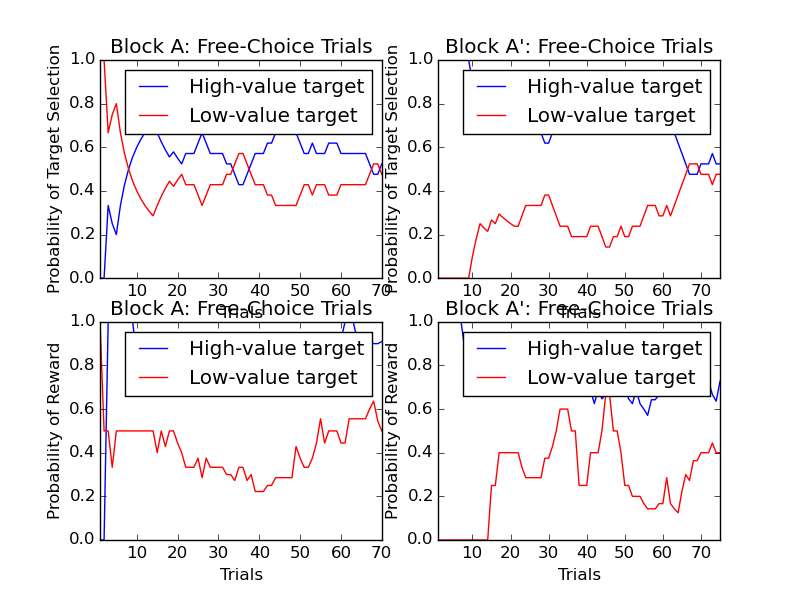 Block A: Free-Choice Trials
Probability of Target Selection
1.0
0.8
0.6
0.4
0.2
0.0
High-value target
Low-value target
10 20 30 40 50 60 70
Trials
Block A': Free-Choice Trials
Probability of Target Selection
1.0
0.8
0.6
0.4
0.2
0.0
High-value target
Low-value target
10 20 30 40 50 60 70
Trials
Block A: Free-Choice Trials
Probability of Reward
1.0
0.8
0.6
0.4
0.2
0.0
High-value target
Low-value target
10 20 30 40 50 60 70
Trials
Block A': Free-Choice Trials
Probability of Reward
1.0
0.8
0.6
0.4
0.2
0.0
High-value target
Low-value target
10 20 30 40 50 60 70
Trials